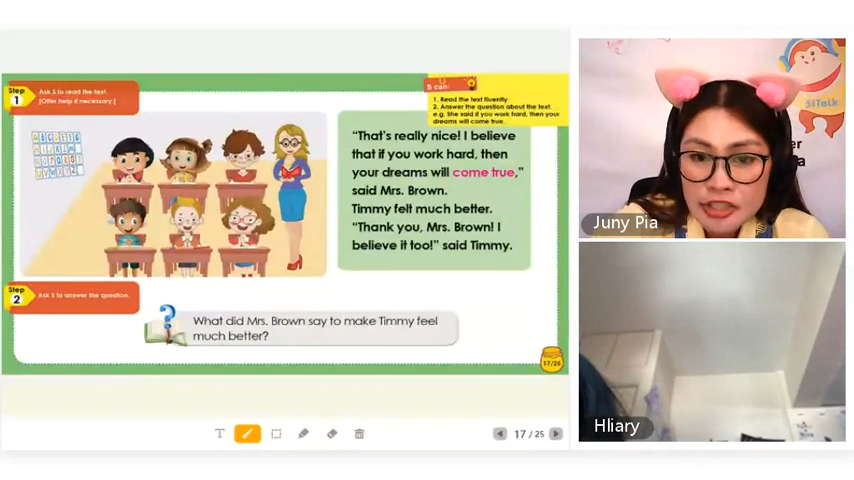 Step
1
Ask S to read the text.
[Offer help if necessary.]
S can:
1. Read the text fluently
2. Answer the question about the text.
e.g. She said if you work hard, then your
dreams will come true.
"That's really nice! I believe
that if you work hard, then
your dreams will come true,"
said Mrs. Brown.
Timmy felt much better.
"Thank you, Mrs. Brown! I
believe it too!" said Timmy.
Step
2
Ask S to answer the question.
What did Mrs. Brown say to make Timmy feel
much better?
17/25
T
17 / 25
51Talk
Juny Pia
Hliary